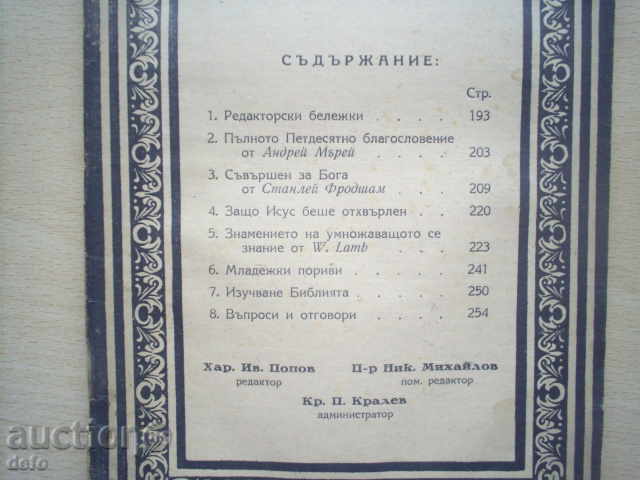 СЪДЪРЖАНИЕ:
Стр.
1. Редакторски бележки . . . . 193
2. Пълното Петдесятно благословение
от Андрей Мърей . . . . 203
3. Съвършен за Бога
от Станлей Фродшам . . . 209
4. Защо Исус беше отхвърлен . . 220
5. Знамението на умножаващото се
знание от W. Lamb . . . 223
6. Младежки пориви . . . . 241
7. Изучване Библията . . . . 250
8. Въпроси и отговори . . . . 254
Хар. Ив. Попов П-р Ник. Михайлов
редактор пом. редактор
Кр. П. Кралев
администратор
auction
defo